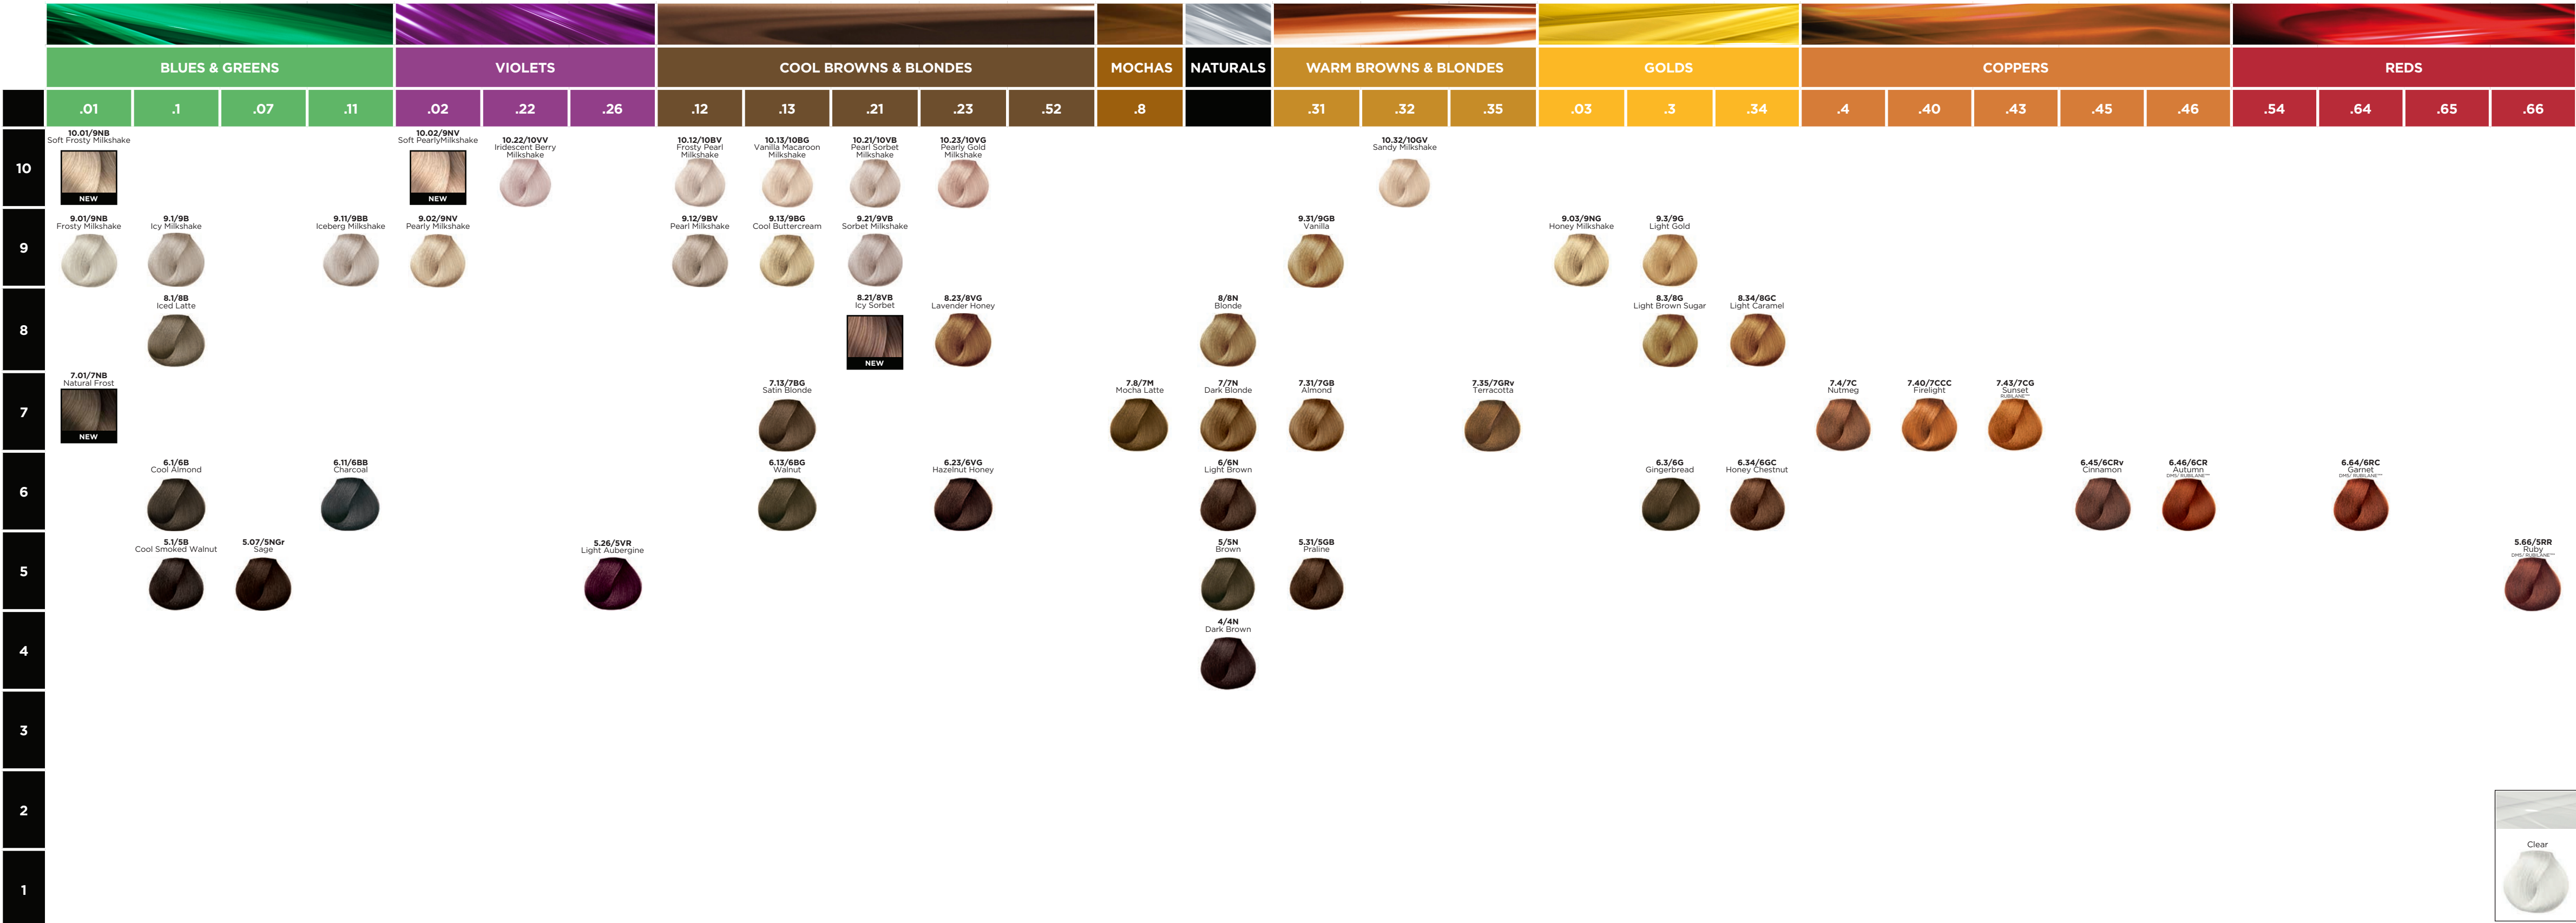 BLUES & GREENS VIOLETS COOL BROWNS & BLONDES MOCHAS NATURALS WARM BROWNS & BLONDES GOLDS COPPERS REDS
.01 .1 .07 .11 .02 .22 .26 .12 .13 .21 .23 .52 .8 .31 .32 .35 .03 .3 .34 .4 .40 .43 .45 .46 .54 .64 .65 .66
10
10.01/9NB
Soft Frosty Milkshake
NEW
10.02/9NV
Soft PearlyMilkshake
NEW
10.22/10VV
Iridescent Berry
Milkshake
10.12/10BV
Frosty Pearl
Milkshake
10.13/10BG
Vanilla Macaroon
Milkshake
10.21/10VB
Pearl Sorbet
Milkshake
10.23/10VG
Pearly Gold
Milkshake
10.32/10GV
Sandy Milkshake
9
9.01/9NB
Frosty Milkshake
9.1/9B
Icy Milkshake
9.11/9BB
Iceberg Milkshake
9.02/9NV
Pearly Milkshake
9.12/9BV
Pearl Milkshake
9.13/9BG
Cool Buttercream
9.21/9VB
Sorbet Milkshake
9.31/9GB
Vanilla
9.03/9NG
Honey Milkshake
9.3/9G
Light Gold
8
8.1/8B
Iced Latte
8.21/8VB
Icy Sorbet
NEW
8.23/8VG
Lavender Honey
8/8N
Blonde
8.3/8G
Light Brown Sugar
8.34/8GC
Light Caramel
7
7.01/7NB
Natural Frost
NEW
7.13/7BG
Satin Blonde
7.8/7M
Mocha Latte
7/7N
Dark Blonde
7.31/7GB
Almond
7.35/7GRv
Terracotta
7.4/7C
Nutmeg
7.40/7CCC
Firelight
7.43/7CG
Sunset
6
6.1/6B
Cool Almond
6.11/6BB
Charcoal
6.13/6BG
Walnut
6.23/6VG
Hazelnut Honey
6/6N
Light Brown
6.3/6G
Gingerbread
6.34/6GC
Honey Chestnut
6.45/6CRv
Cinnamon
6.46/6CR
Autumn
6.64/6RC
Garnet
5
5.1/5B
Cool Smoked Walnut
5.07/5NGr
Sage
5.26/5VR
Light Aubergine
5/5N
Brown
5.31/5GB
Praline
5.66/5RR
Ruby
4
4/4N
Dark Brown
3
2
1
Clear